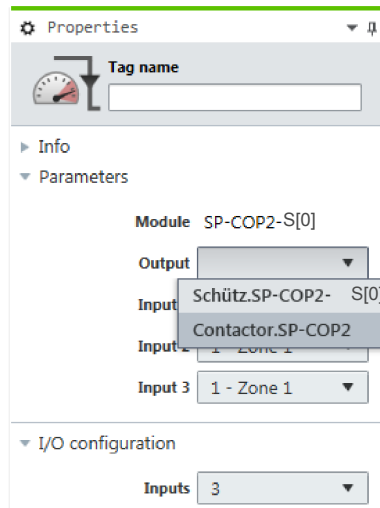 Properties
Tag name
Info
Parameters
Module SP-COP2-S[0]
Output
Schütz.SP-COP2- S[0]
Input
Contactor.SP-COP2
Input 2 1 - Zone 1
Input 3 1 - Zone 1
I/O configuration
Inputs 3